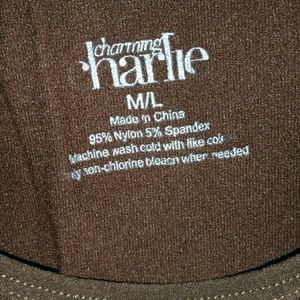 charming
charlie
M/L
Made in China
95% Nylon 5% Spandex
Machine wash cold with like color
non-chlorine bleach when needed